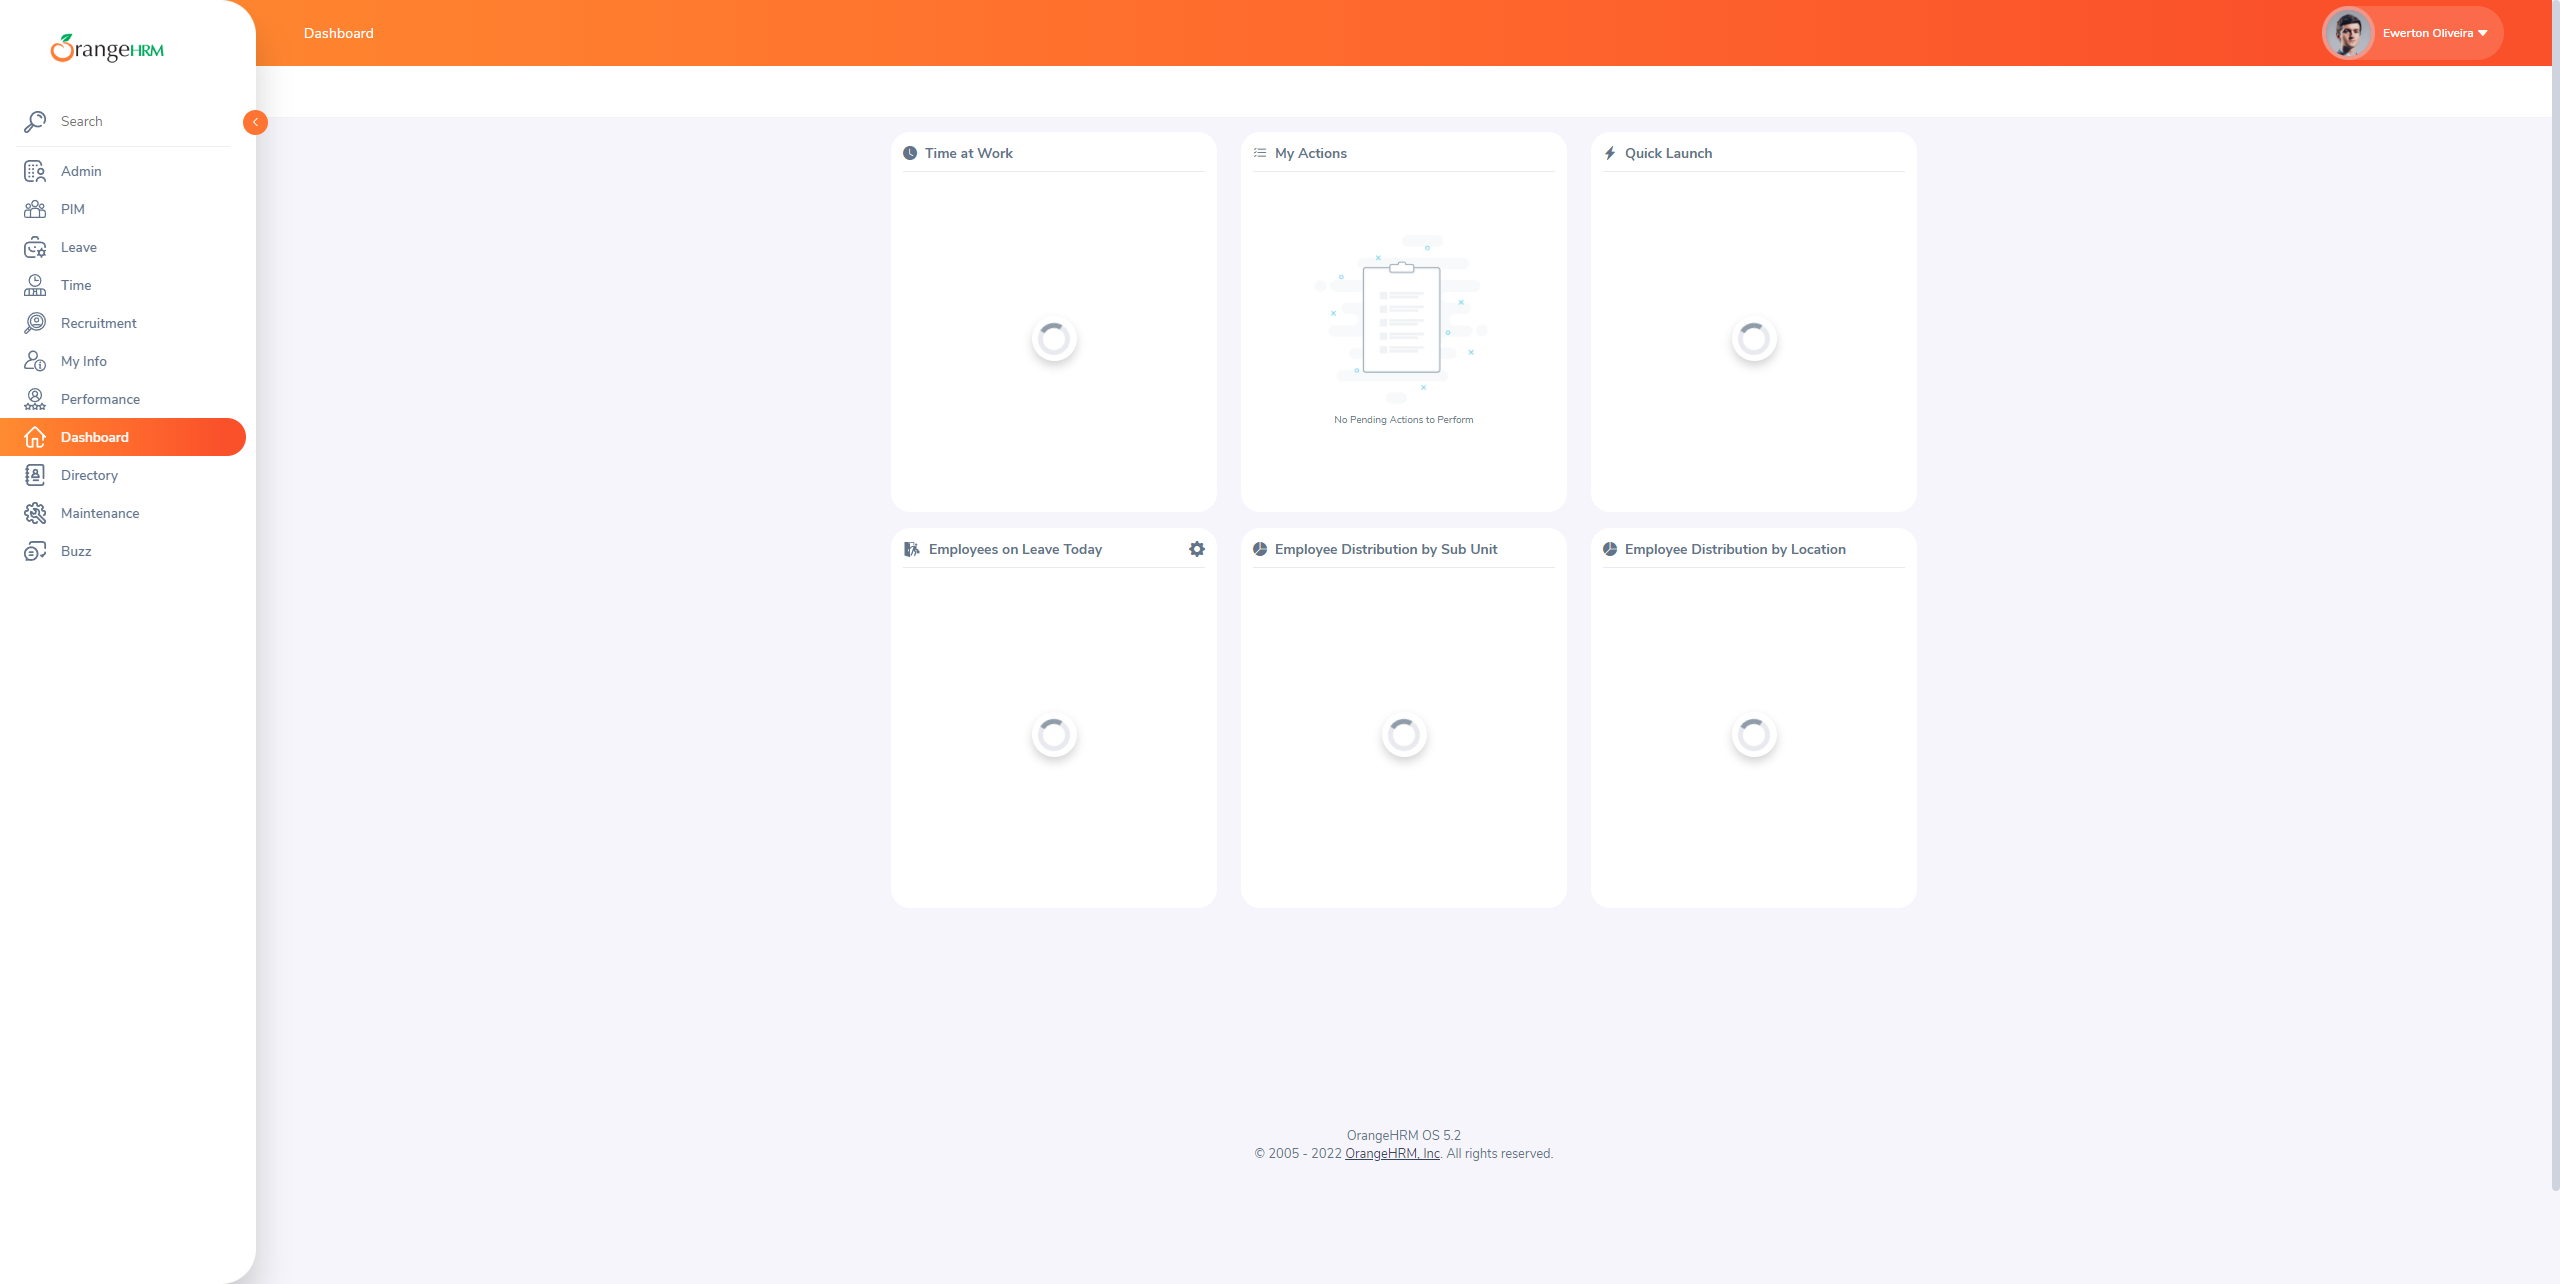 OrangeHRM
Dashboard
Ewerton Oliveira
Search
Admin
PIM
Leave
Time
Recruitment
My Info
Performance
Dashboard
Directory
Maintenance
Buzz
Time at Work
My Actions
No Pending Actions to Perform
Quick Launch
Employees on Leave Today
Employee Distribution by Sub Unit
Employee Distribution by Location
OrangeHRM OS 5.2
© 2005 - 2022 OrangeHRM, Inc. All rights reserved.